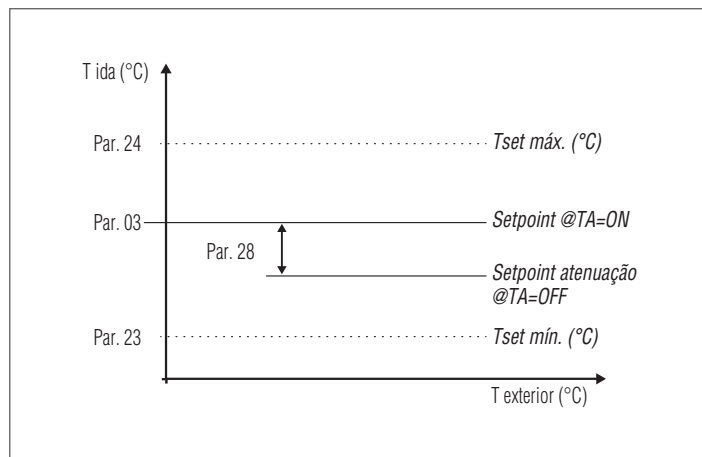 T ida (°C)
Par. 24
Tset máx. (°C)
Par. 03
Setpoint @TA=ON
Par. 28
Setpoint atenuação
@TA=OFF
Par. 23
Tset mín. (°C)
T exterior (°C)